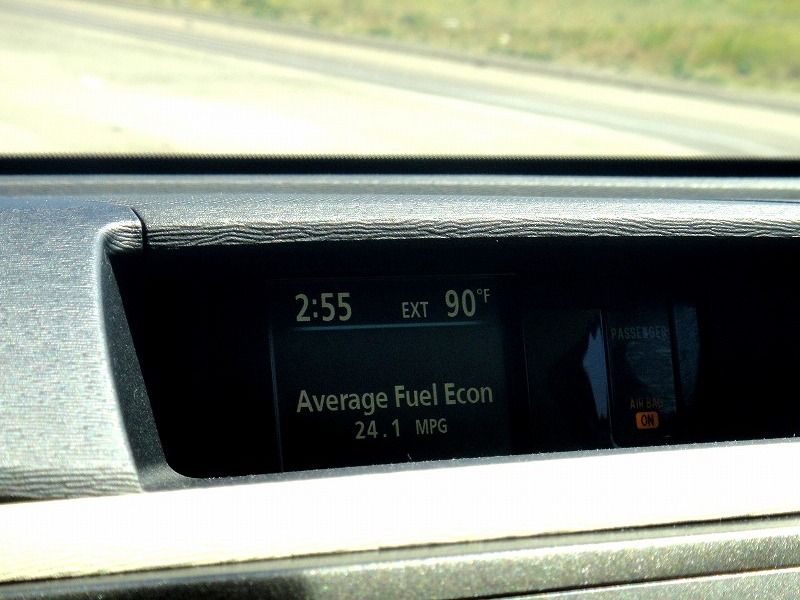 2:55 EXT 90°F
Average Fuel Econ
24.1 MPG
PASSENGER
AIR BAG
ON